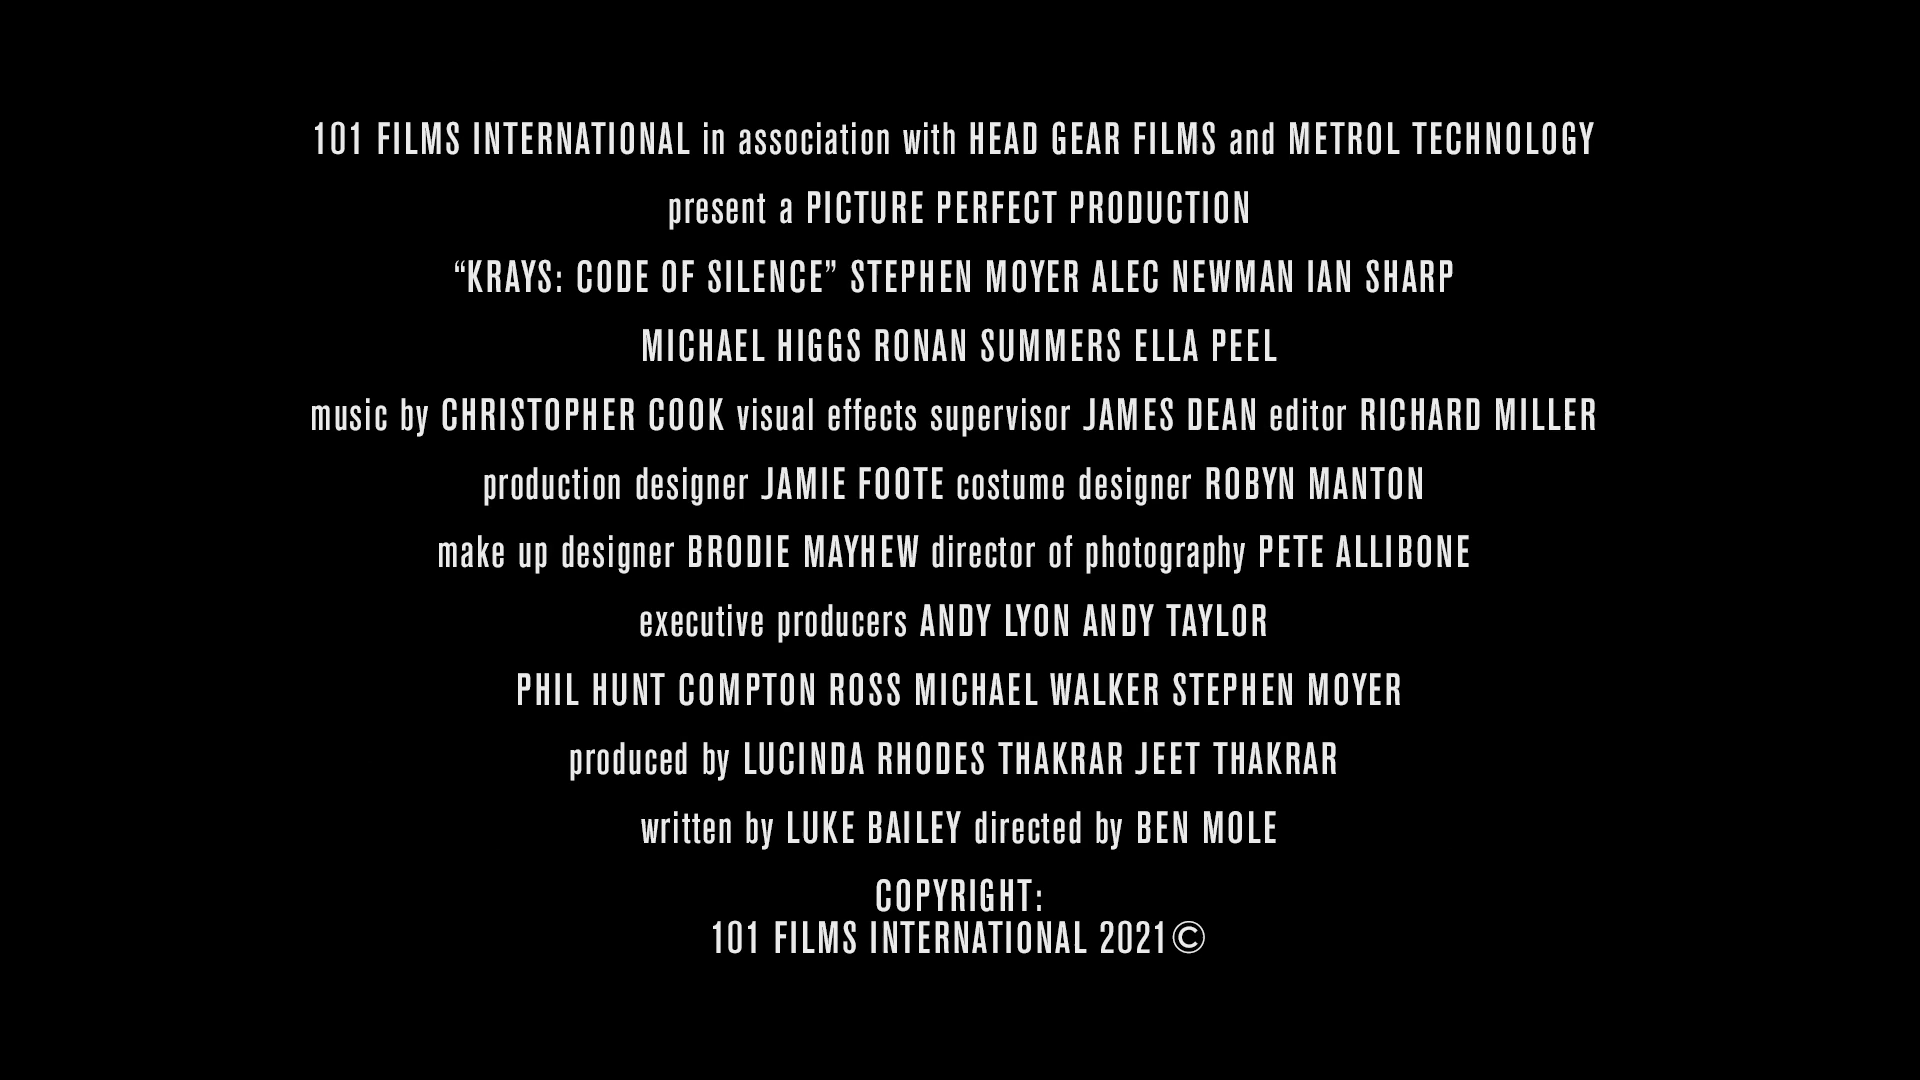 101 FILMS INTERNATIONAL in association with HEAD GEAR FILMS and METROL TECHNOLOGY
present a PICTURE PERFECT PRODUCTION
“KRAYS: CODE OF SILENCE” STEPHEN MOYER ALEC NEWMAN IAN SHARP
MICHAEL HIGGS RONAN SUMMERS ELLA PEEL
music by CHRISTOPHER COOK visual effects supervisor JAMES DEAN editor RICHARD MILLER
production designer JAMIE FOOTE costume designer ROBYN MANTON
make up designer BRODIE MAYHEW director of photography PETE ALLIBONE
executive producers ANDY LYON ANDY TAYLOR
PHIL HUNT COMPTON ROSS MICHAEL WALKER STEPHEN MOYER
produced by LUCINDA RHODES THAKRAR JEET THAKRAR
written by LUKE BAILEY directed by BEN MOLE
COPYRIGHT:
101 FILMS INTERNATIONAL 2021©